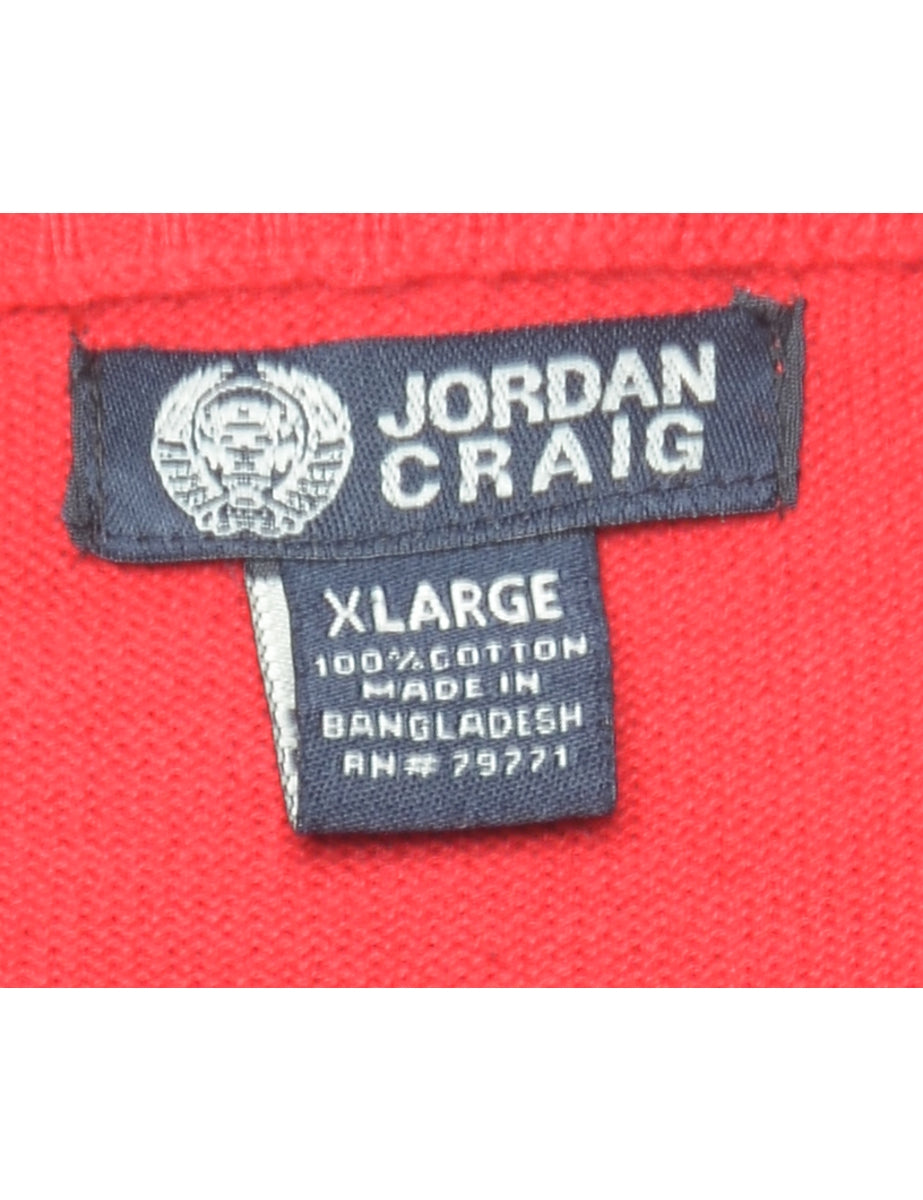 JORDAN
CRAIG
XLARGE
100% COTTON
MADE IN
BANGLADESH
RN# 79771